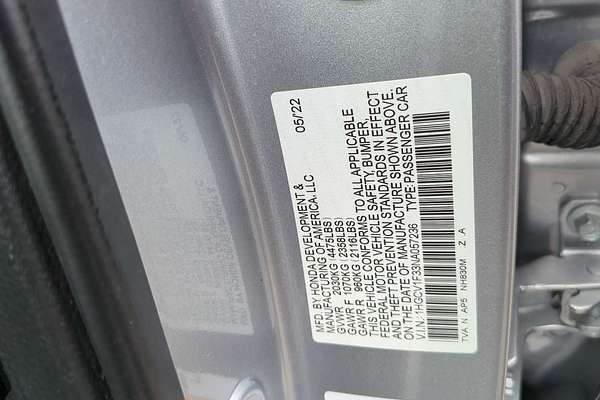 MFD. BY HONDA DEVELOPMENT &
MANUFACTURING OF AMERICA, LLC 05/22
GVWR 2030KG (4475LBS)
GAWR F 1070KG (2358LBS)
GAWR R 960KG (2116LBS)
THIS VEHICLE CONFORMS TO ALL APPLICABLE
FEDERAL MOTOR VEHICLE SAFETY, BUMPER,
AND THEFT PREVENTION STANDARDS IN EFFECT
ON THE DATE OF MANUFACTURE SHOWN ABOVE.
V.I.N.: 1HGCV1F33NA067236 TYPE: PASSENGER CAR
TVA N AP5 NH830M Z A